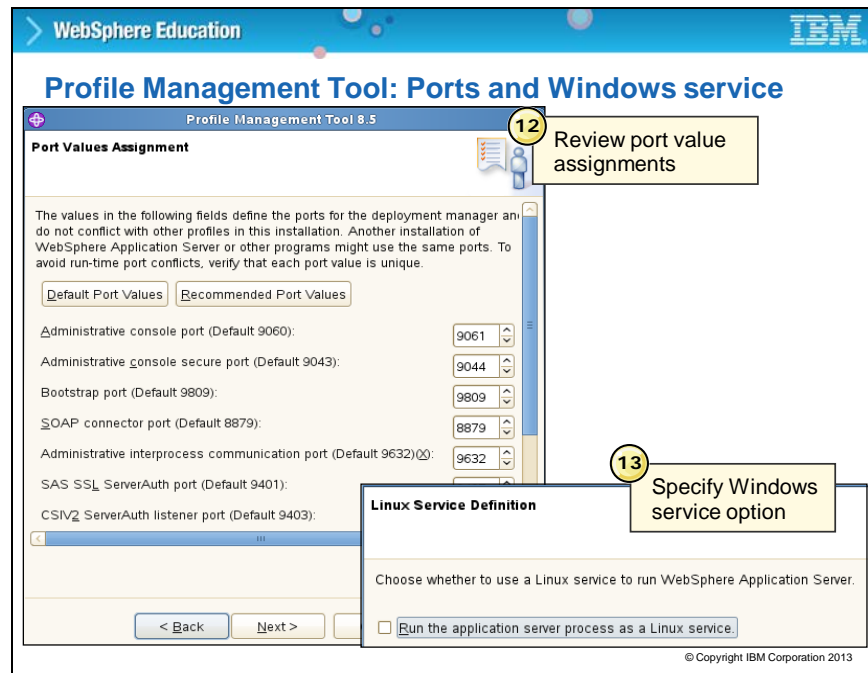 WebSphere Education
IBM
Profile Management Tool: Ports and Windows service
Profile Management Tool 8.5
12
Review port value
assignments
Port Values Assignment
The values in the following fields define the ports for the deployment manager and
do not conflict with other profiles in this installation. Another installation of
WebSphere Application Server or other programs might use the same ports. To
avoid run-time port conflicts, verify that each port value is unique.
Default Port Values Recommended Port Values
Administrative console port (Default 9060): 9061
Administrative console secure port (Default 9043): 9044
Bootstrap port (Default 9809): 9809
SOAP connector port (Default 8879): 8879
Administrative interprocess communication port (Default 9632)(X): 9632
SAS SSL ServerAuth port (Default 9401):
CSIV2 ServerAuth listener port (Default 9403):
13
Specify Windows
service option
Linux Service Definition
Choose whether to use a Linux service to run WebSphere Application Server.
Run the application server process as a Linux service.
< Back Next >
© Copyright IBM Corporation 2013